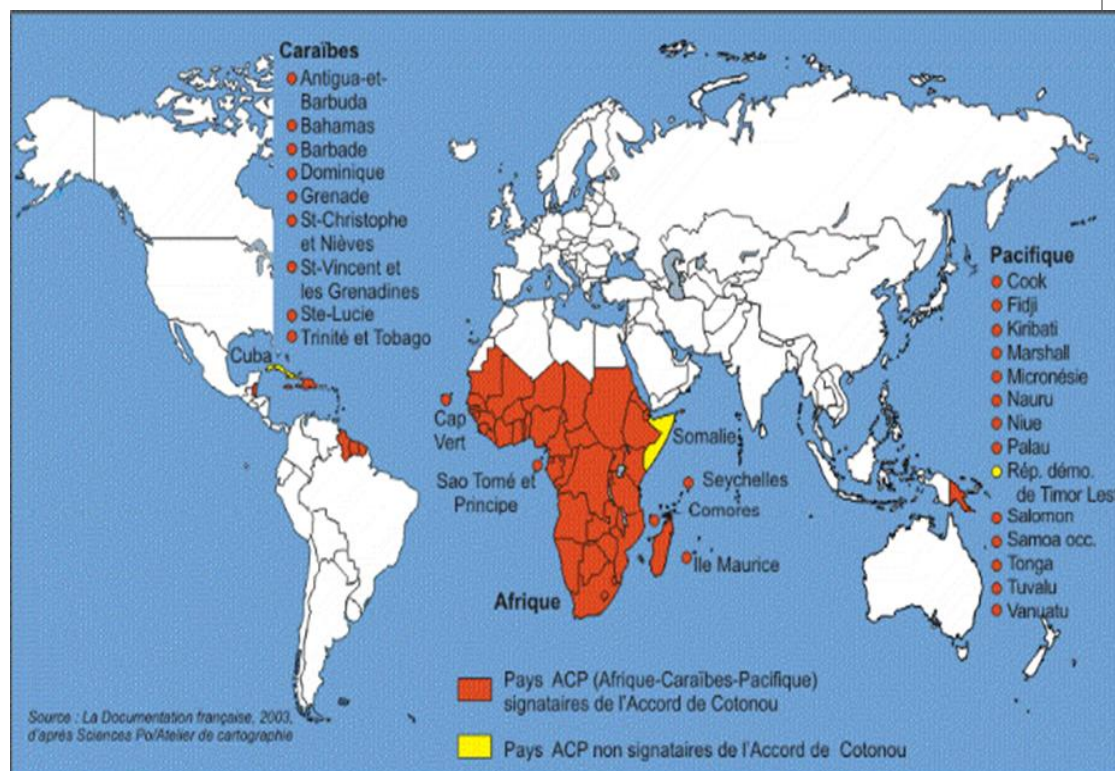 Caraïbes
Antigua-et-
Barbuda
Bahamas
Barbade
Dominique
Grenade
St-Christophe
et Nièves
St-Vincent et
les Grenadines
Ste-Lucie
Trinité et Tobago
Cuba
Cap
Vert
Sao Tomé et
Principe
Afrique
Somalie
Seychelles
Comores
Ile Maurice
Pacifique
Cook
Fidji
Kiribati
Marshall
Micronésie
Nauru
Niue
Palau
Rép. démo.
de Timor Les
Salomon
Samoa occ.
Tonga
Tuvalu
Vanuatu
Pays ACP (Afrique-Caraïbes-Pacifique)
signataires de l'Accord de Cotonou
Pays ACP non signataires de l'Accord de Cotonou
Source : La Documentation française, 2003,
d'après Sciences Po/Atelier de cartographie